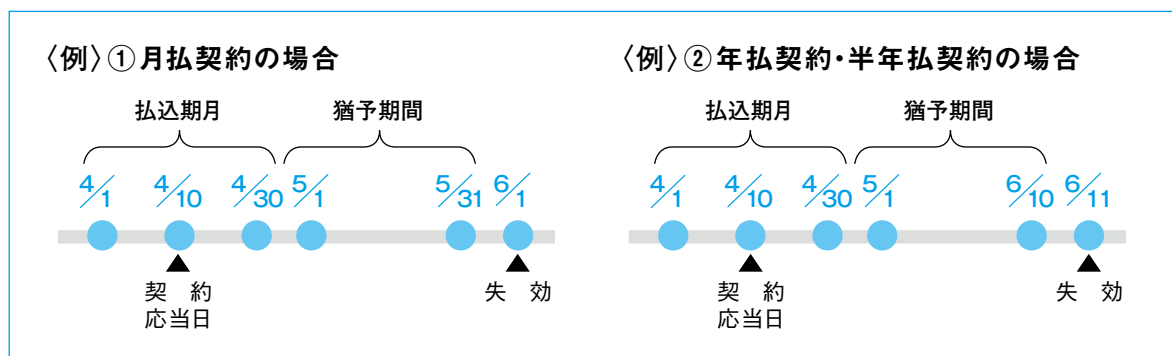 〈例〉①月払契約の場合
払込期月 猶予期間
4/1 4/10 4/30 5/1 5/31 6/1
契約 失効
応当日
〈例〉②年払契約・半年払契約の場合
払込期月 猶予期間
4/1 4/10 4/30 5/1 6/10 6/11
契約 失効
応当日